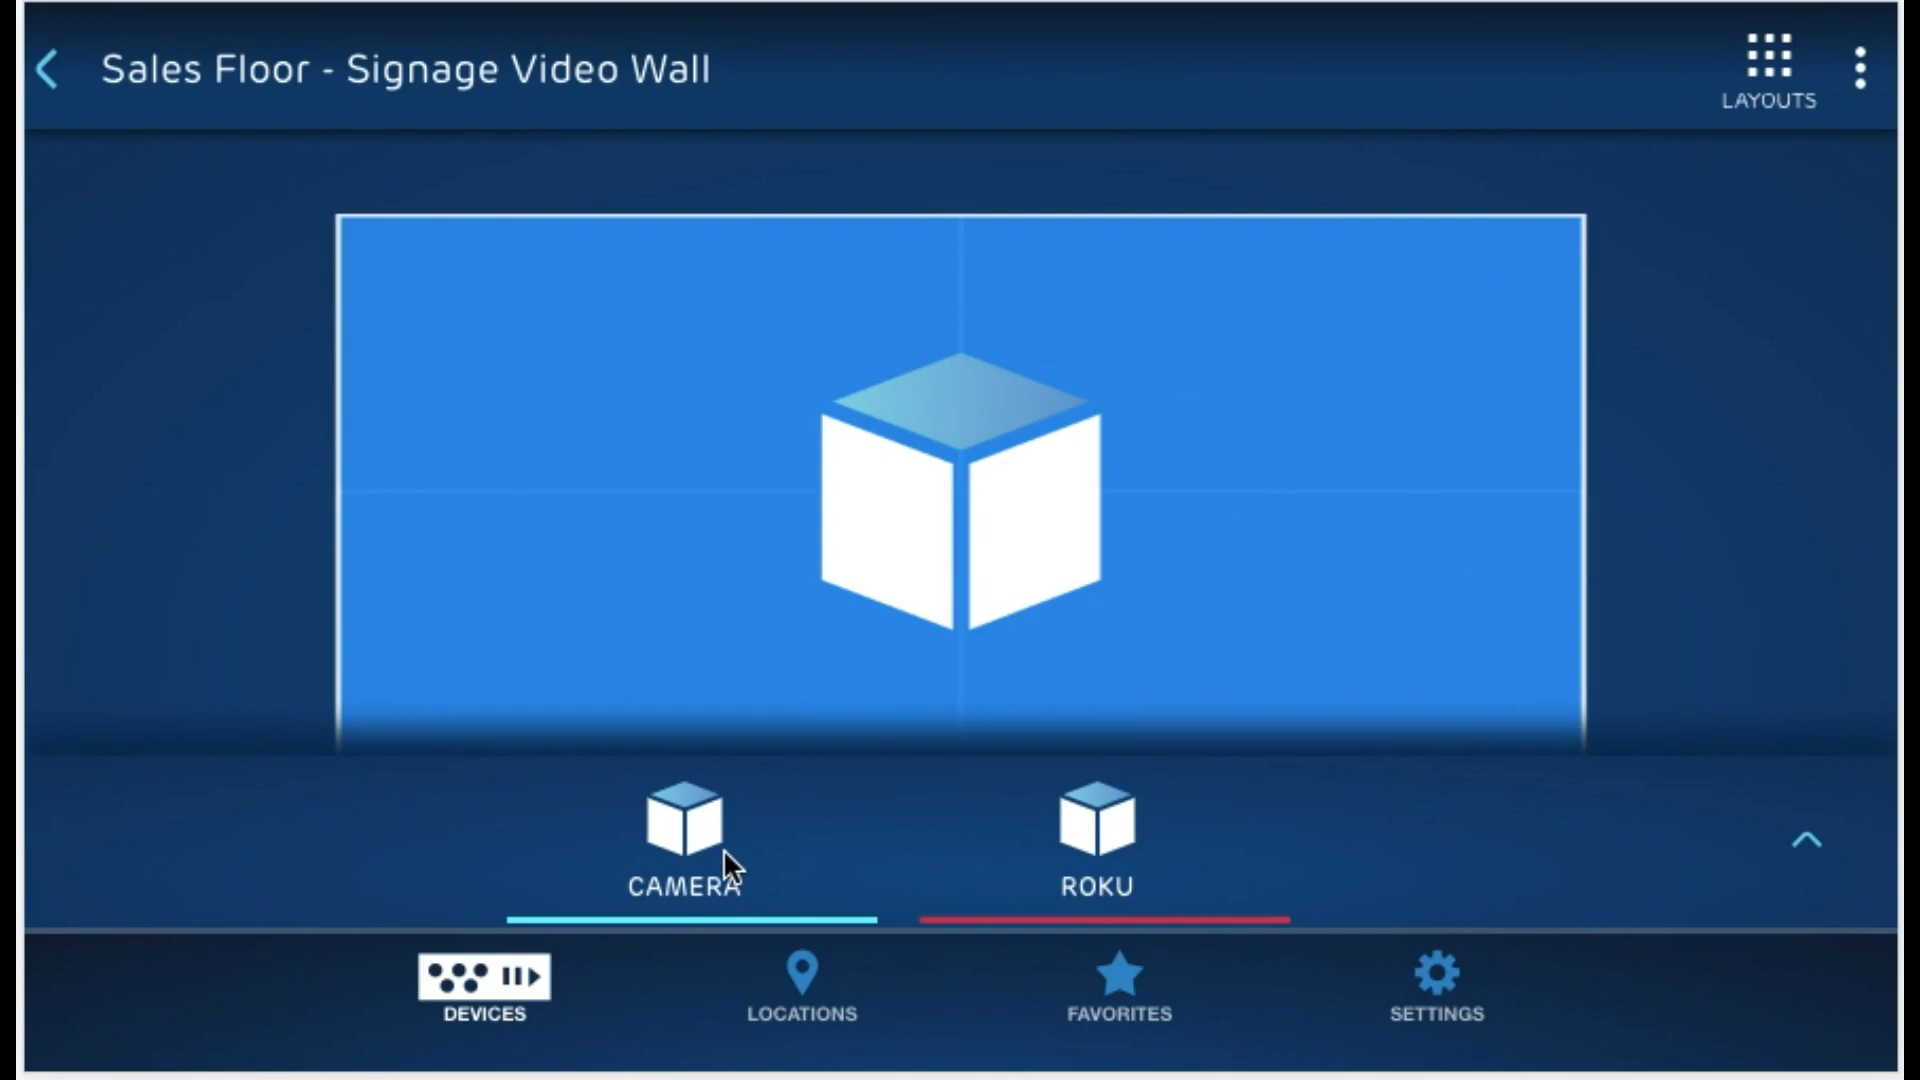 Sales Floor - Signage Video Wall
LAYOUTS
CAMERA
ROKU
DEVICES
LOCATIONS
FAVORITES
SETTINGS